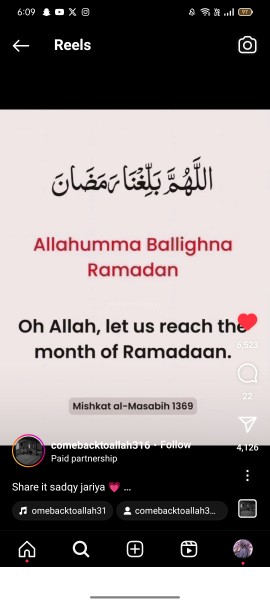 6:09
97
Reels
اللَّهُمَّ بَلِّغْنَا رَمَضَانَ
Allahumma Ballighna
Ramadan
Oh Allah, let us reach the
month of Ramadaan.
6,523
Mishkat al-Masabih 1369
22
comebacktoallah316 · Follow
Paid partnership
4,126
Share it sadqy jariya 💗 ...
omebacktoallah31
comebacktoallah3...